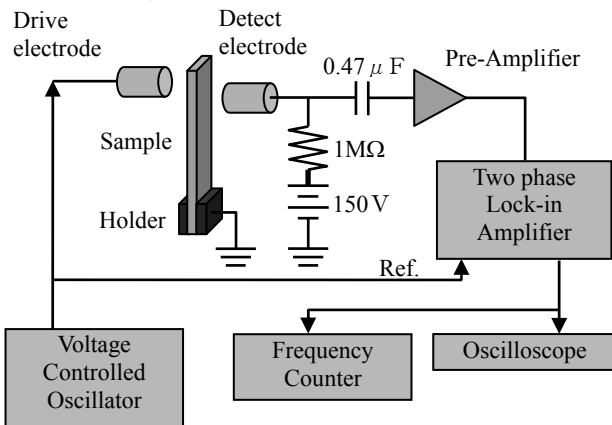 Drive
electrode
Detect
electrode
0.47 μ F
Pre-Amplifier
Sample
1MΩ
Holder
150 V
Two phase
Lock-in
Amplifier
Ref.
Voltage
Controlled
Oscillator
Frequency
Counter
Oscilloscope